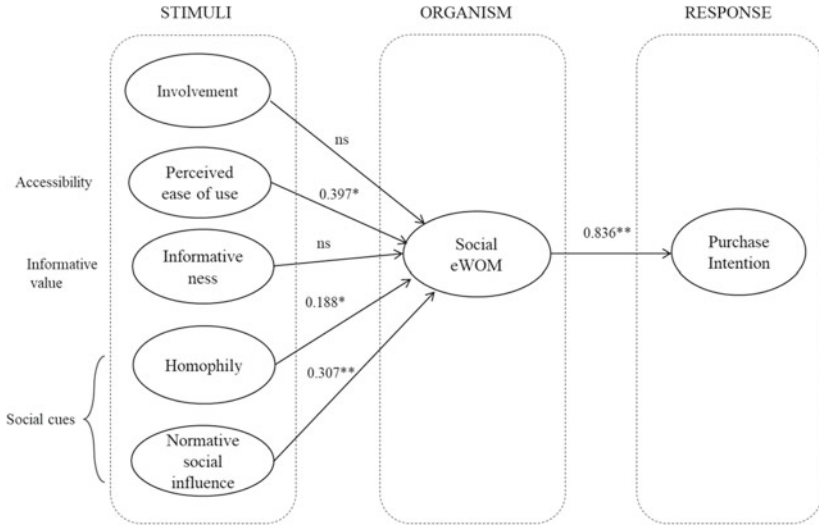 STIMULI
ORGANISM
RESPONSE
Involvement
ns
Accessibility
Perceived
ease of use
0.397*
Informative
value
Informative
ness
ns
Social
eWOM
0.836**
Purchase
Intention
0.188*
Homophily
0.307**
Social cues
Normative
social
influence